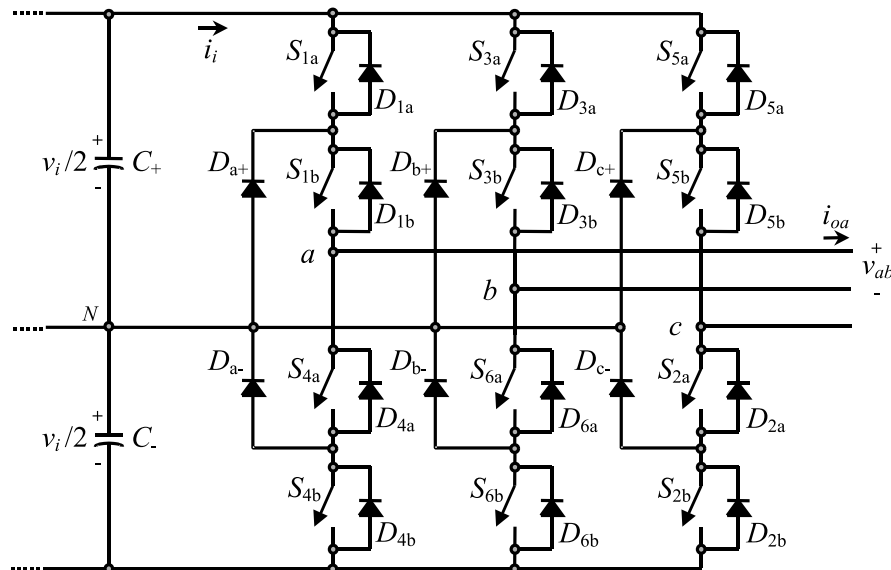 i_i
S_1a
S_3a
S_5a
D_1a
D_3a
D_5a
+
v_i/2
-
C_+
D_a+
S_1b
D_b+
S_3b
D_c+
S_5b
D_1b
D_3b
D_5b
i_oa
a
+
v_ab
-
b
N
c
D_a-
S_4a
D_b-
S_6a
D_c-
S_2a
D_4a
D_6a
D_2a
+
v_i/2
-
C_-
S_4b
S_6b
S_2b
D_4b
D_6b
D_2b